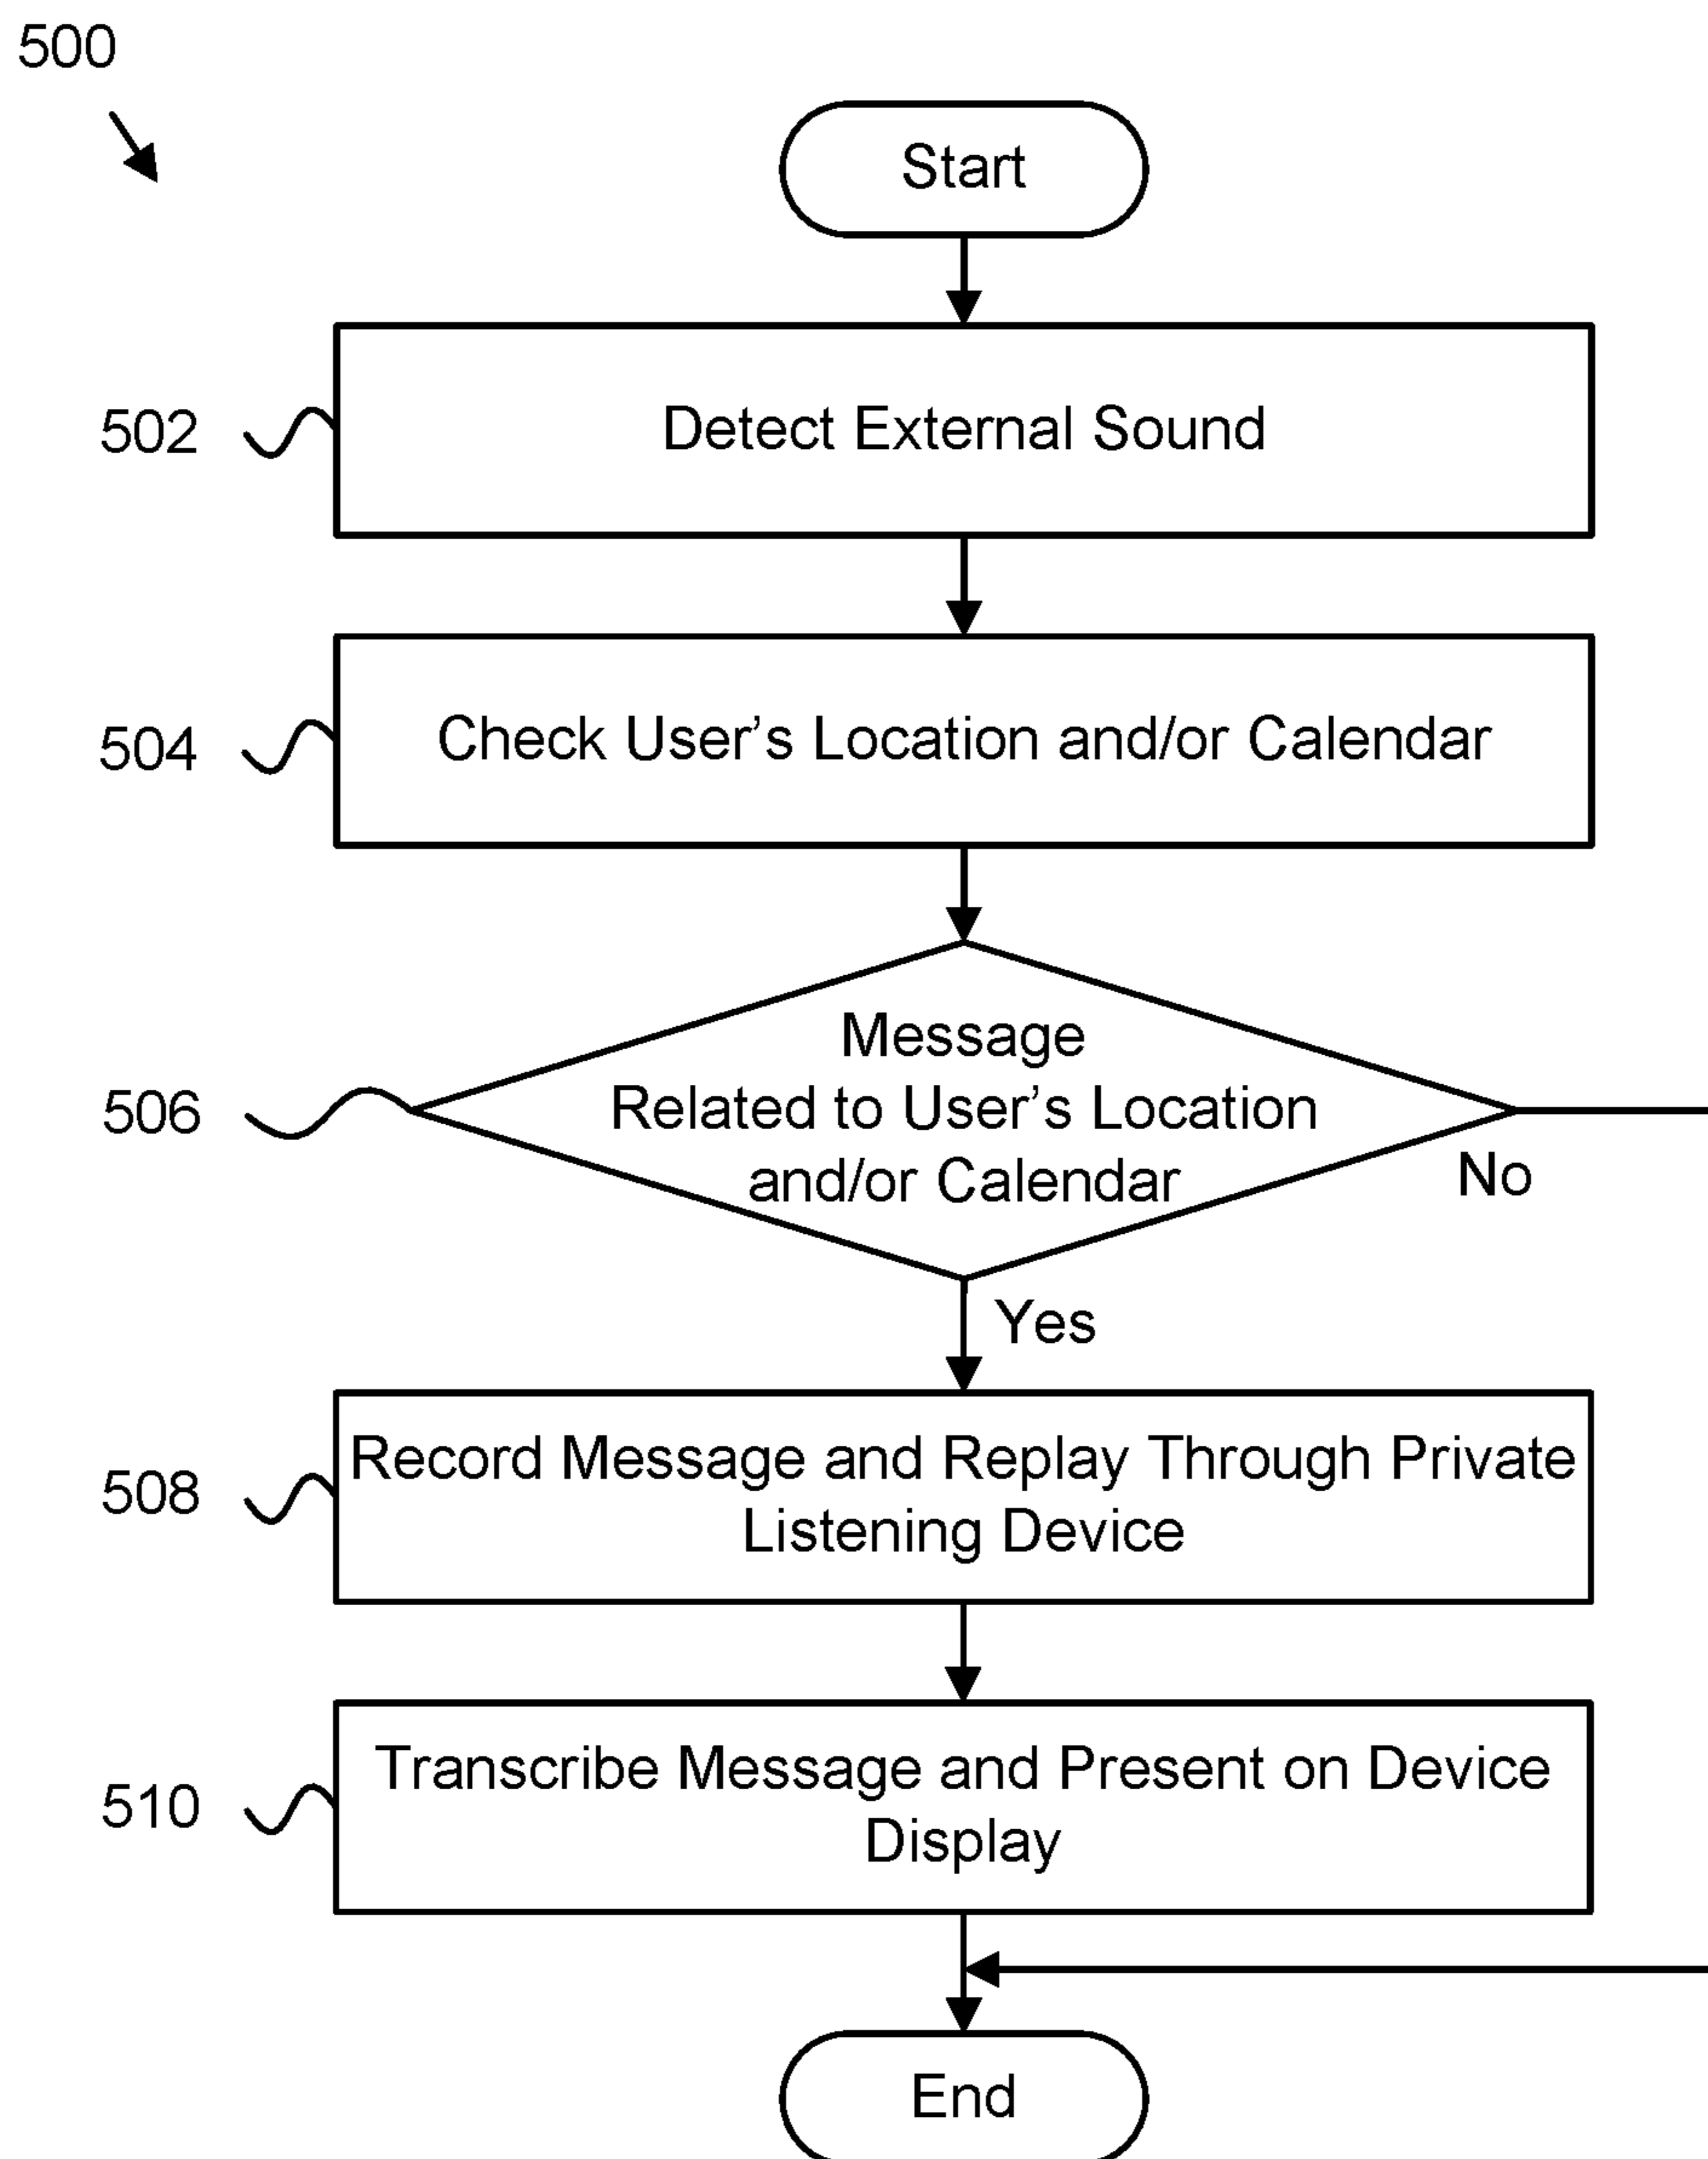 500
Start
502
Detect External Sound
504
Check User’s Location and/or Calendar
506
Message
Related to User’s Location
and/or Calendar
No
Yes
508
Record Message and Replay Through Private
Listening Device
510
Transcribe Message and Present on Device
Display
End